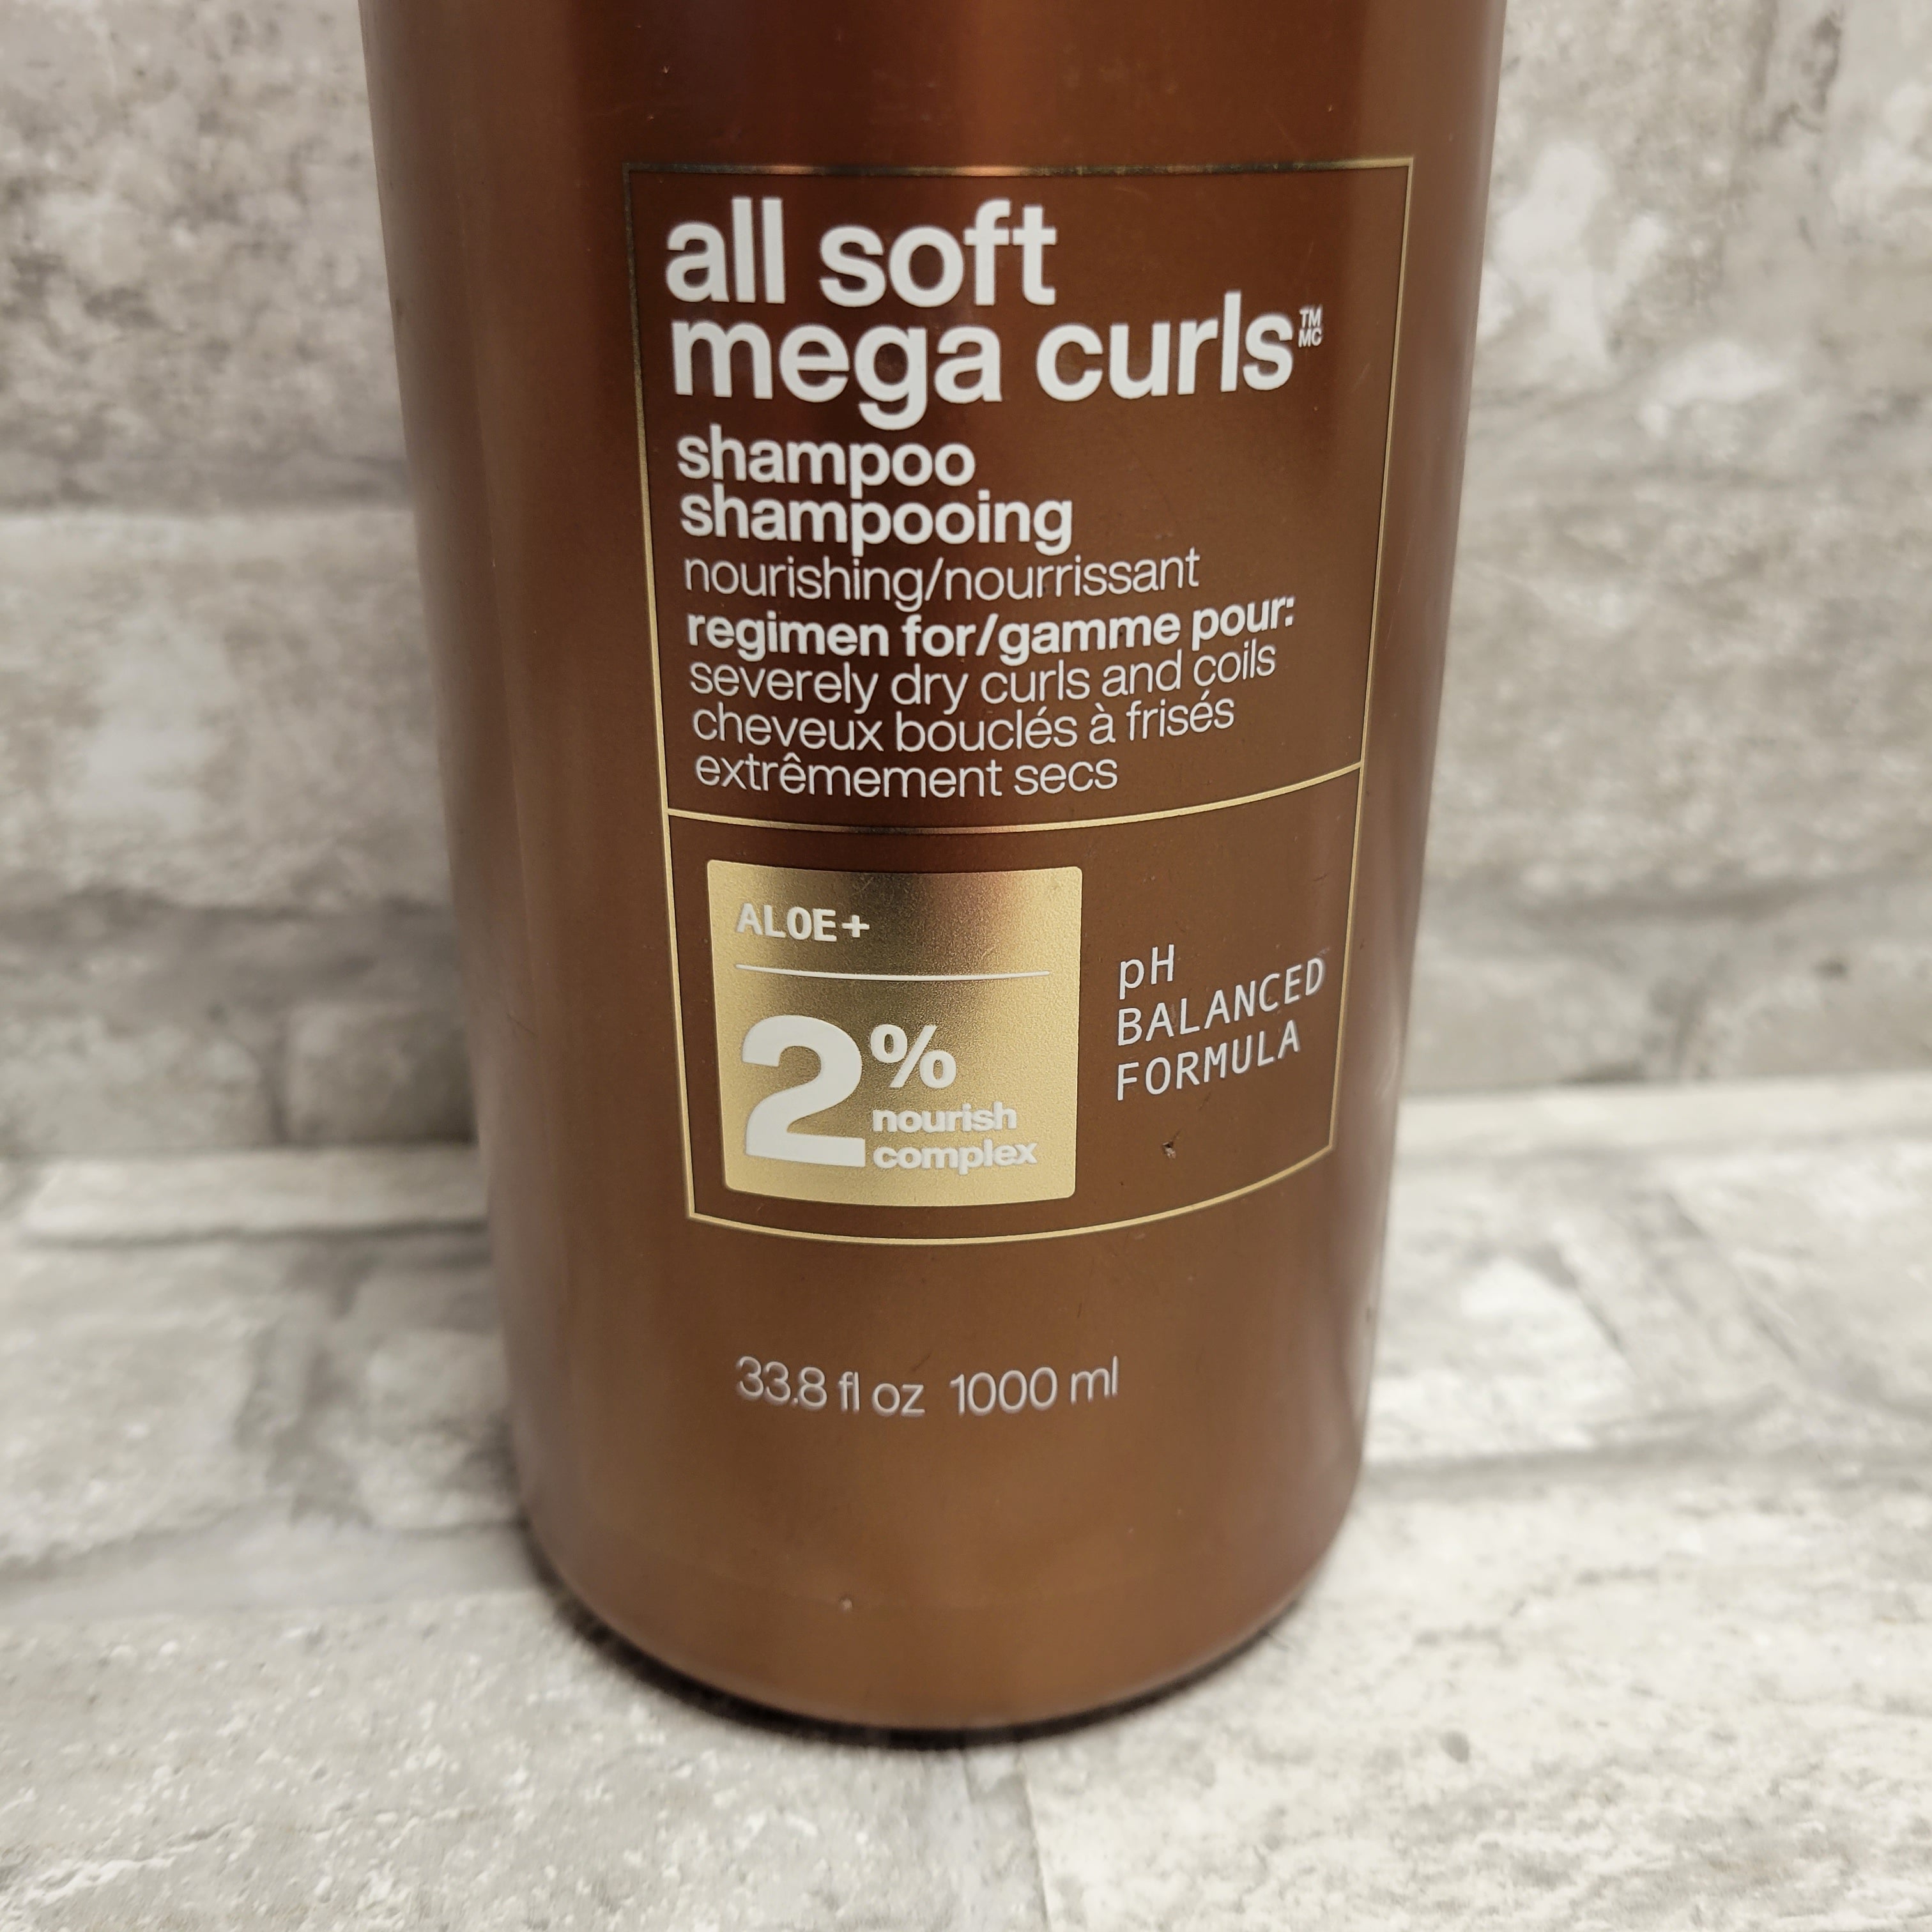 all soft
mega curls™ MC
shampoo
shampooing
nourishing/nourrissant
regimen for/gamme pour:
severely dry curls and coils
cheveux bouclés à frisés
extrêmement secs
ALOE+
2%
nourish
complex
pH
BALANCED
FORMULA
33.8 fl oz 1000 ml